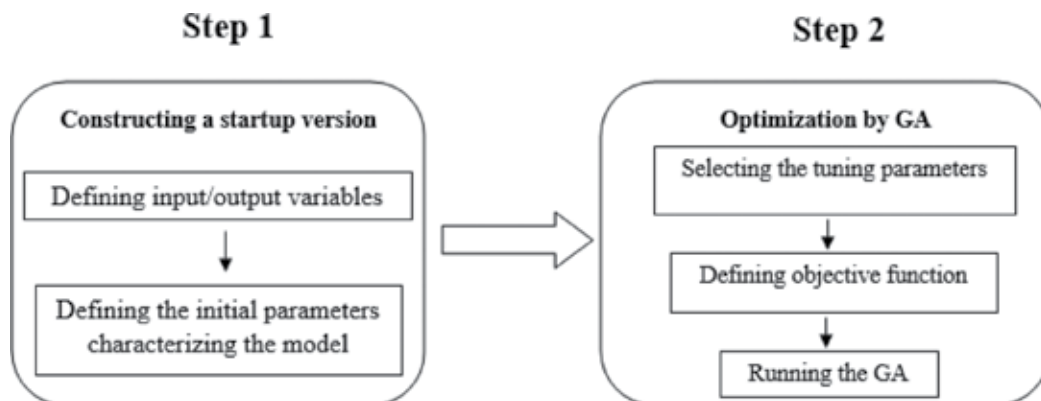 Step 1
Constructing a startup version
Defining input/output variables
Defining the initial parameters
characterizing the model
Step 2
Optimization by GA
Selecting the tuning parameters
Defining objective function
Running the GA